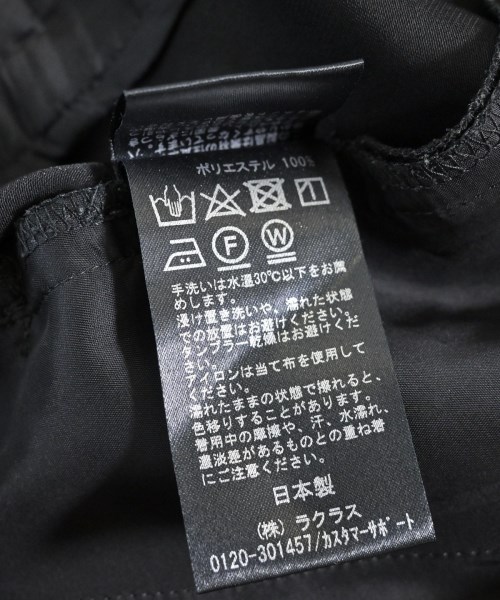 ポリエステル 100%
手洗いは水温30℃以下をお薦
めします。
浸け置き洗いや、濡れた状態
での放置はお避けください。
タンブラー乾燥はお避けくだ
さい。
アイロンは当て布を使用して
ください。
濡れたままの状態で擦れると、
色移りすることがあります。
着用中の摩擦や、汗、水濡れ、
濃淡差があるものとの重ね着
にご注意ください。
日本製
(株) ラクラス
0120-301457/カスタマーサポート